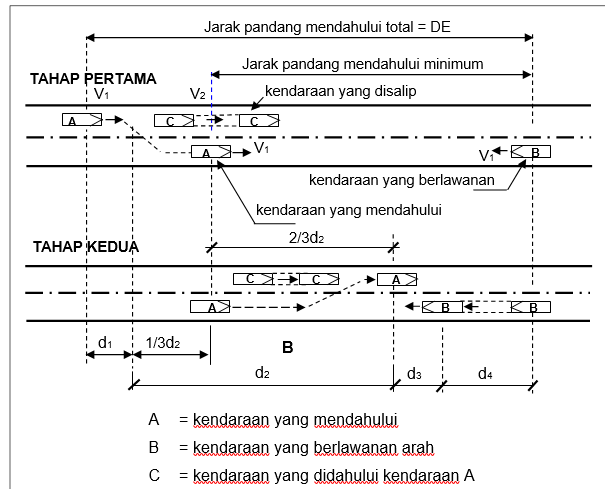 Jarak pandang mendahului total = DE
Jarak pandang mendahului minimum
TAHAP PERTAMA
V1 V2 kendaraan yang disalip
A C C
A V1 V1 B
kendaraan yang berlawanan
kendaraan yang mendahului
TAHAP KEDUA
2/3d2
C C A
A B B
d1 1/3d2 B
d2 d3 d4
A = kendaraan yang mendahului
B = kendaraan yang berlawanan arah
C = kendaraan yang didahului kendaraan A